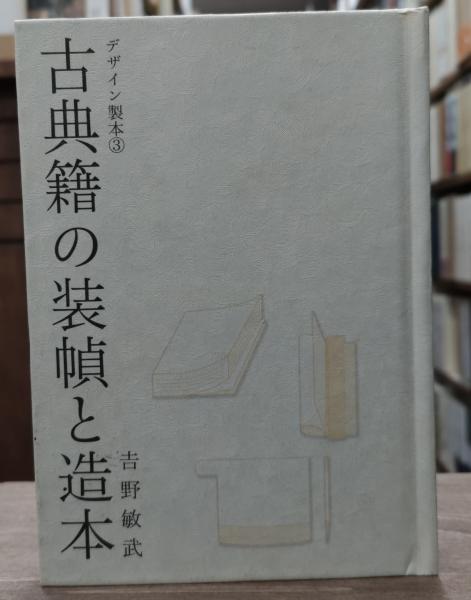 デザイン製本③
古典籍の装幀と造本
吉野敏武